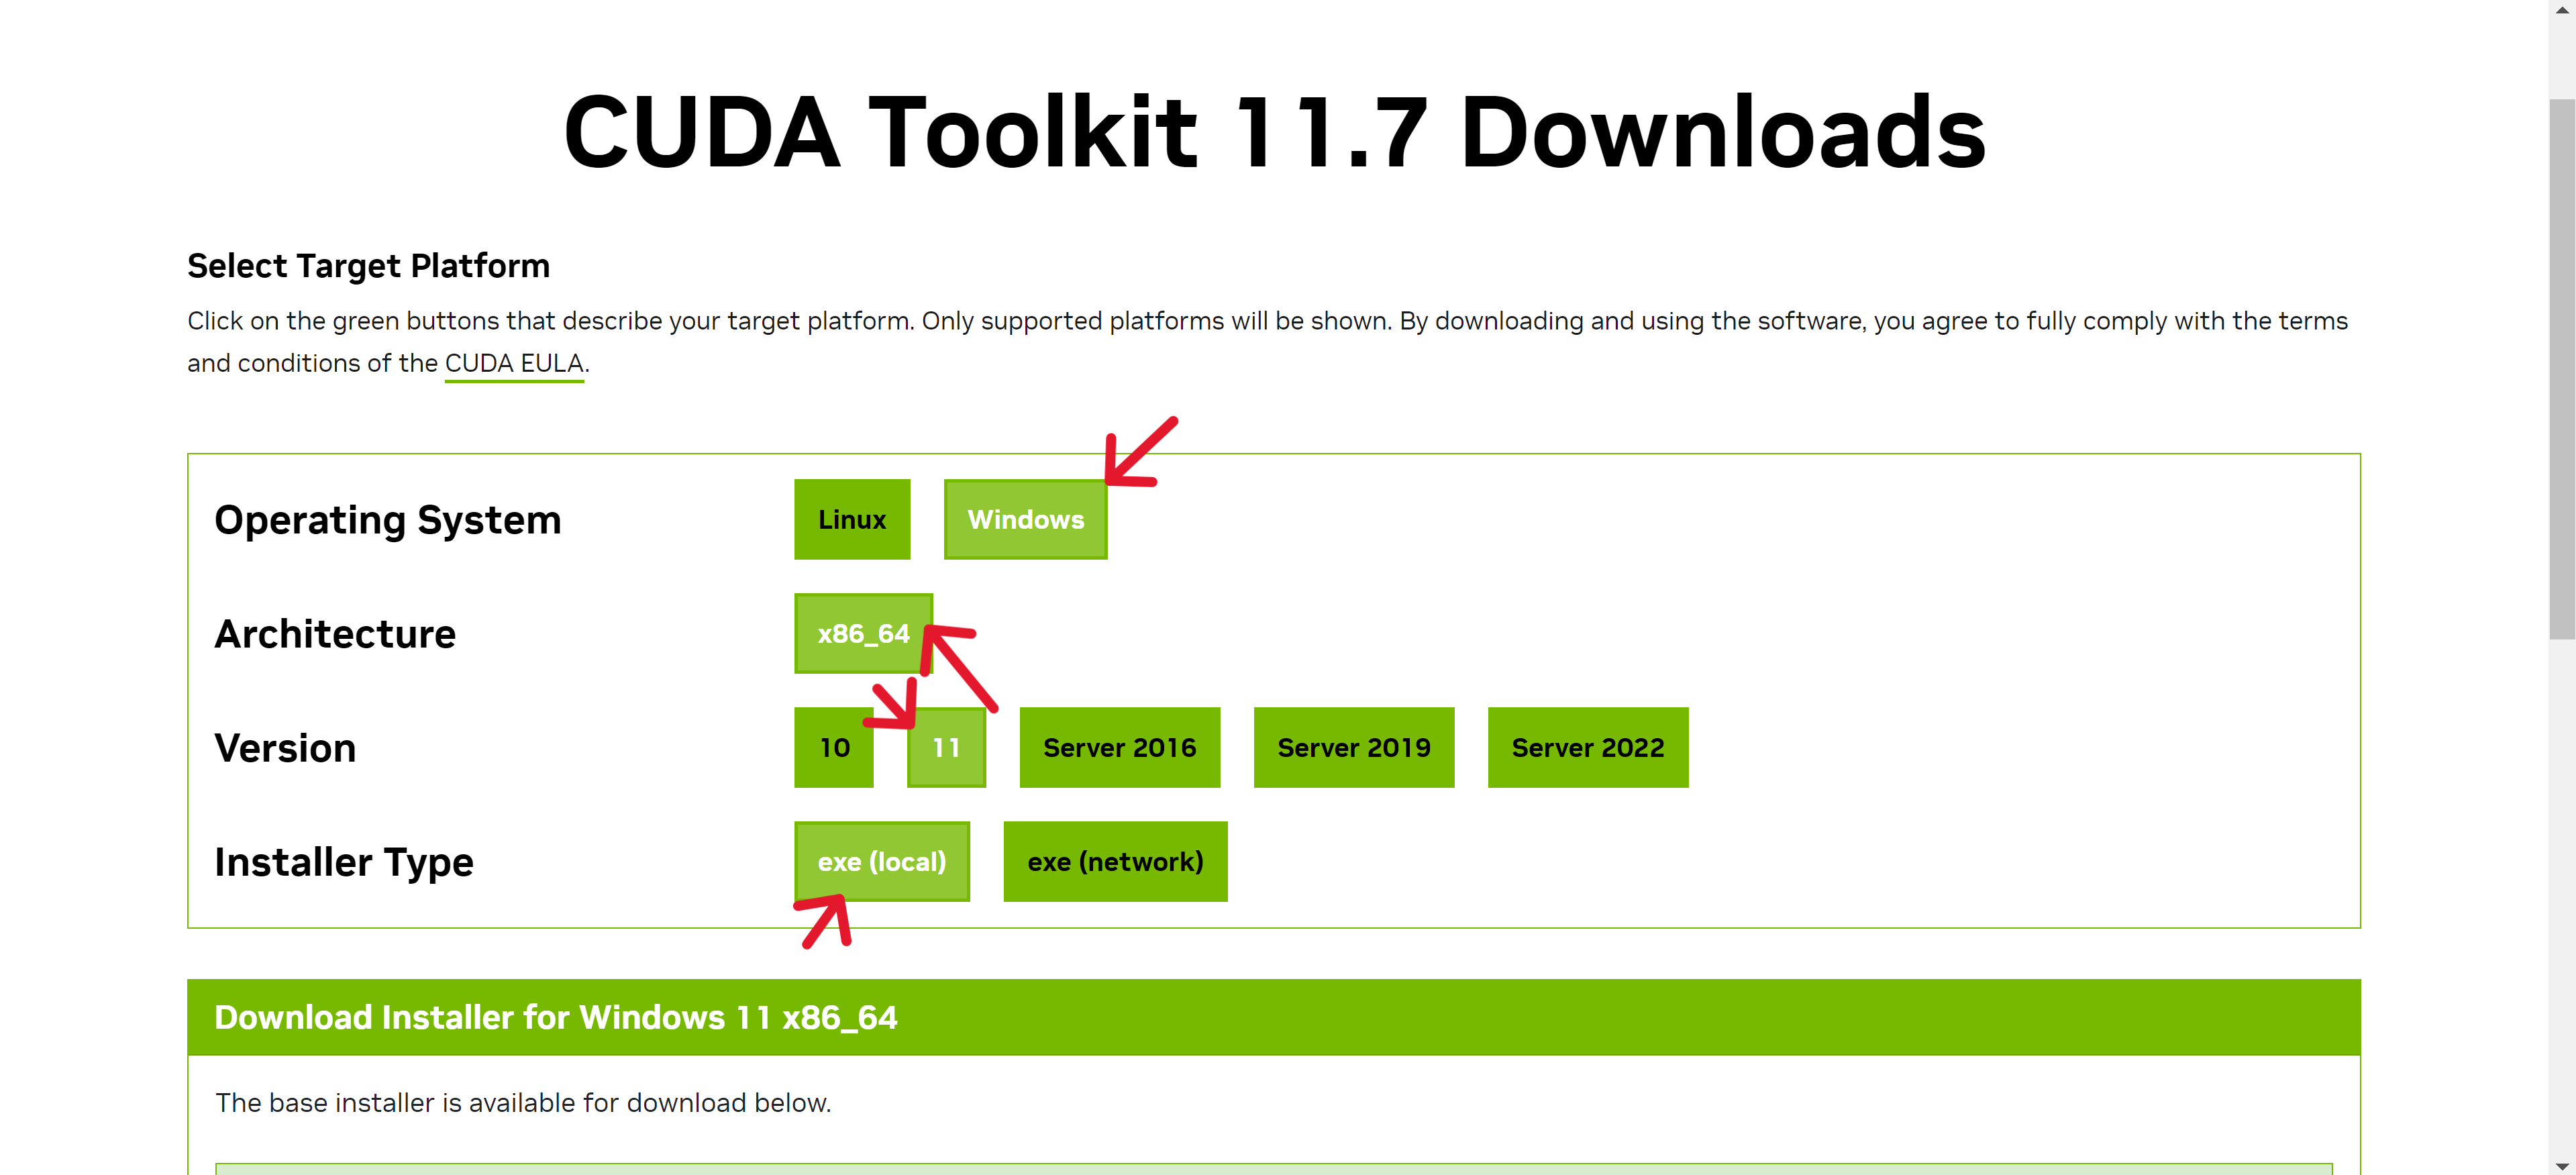 CUDA Toolkit 11.7 Downloads
Select Target Platform
Click on the green buttons that describe your target platform. Only supported platforms will be shown. By downloading and using the software, you agree to fully comply with the terms
and conditions of the CUDA EULA.
Operating System Linux Windows
Architecture x86_64
Version 10 11 Server 2016 Server 2019 Server 2022
Installer Type exe (local) exe (network)
Download Installer for Windows 11 x86_64
The base installer is available for download below.